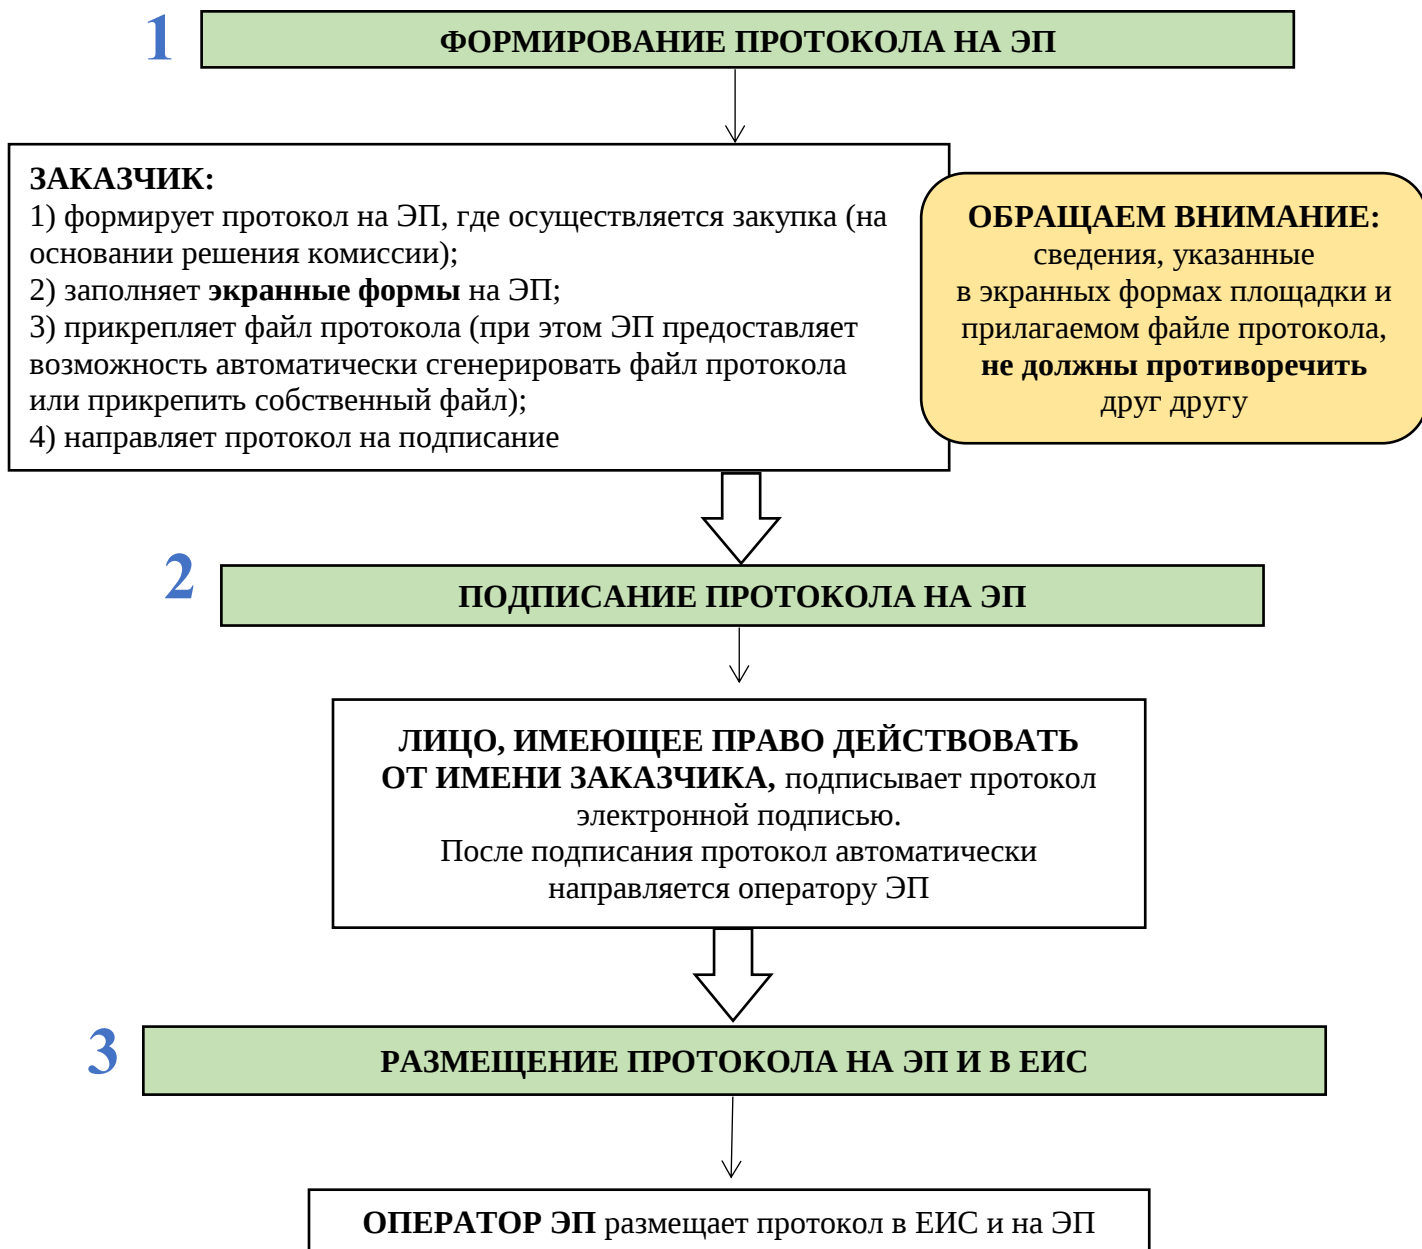 1
ФОРМИРОВАНИЕ ПРОТОКОЛА НА ЭП
ЗАКАЗЧИК:
1) формирует протокол на ЭП, где осуществляется закупка (на
основании решения комиссии);
2) заполняет экранные формы на ЭП;
3) прикрепляет файл протокола (при этом ЭП предоставляет
возможность автоматически сгенерировать файл протокола
или прикрепить собственный файл);
4) направляет протокол на подписание
ОБРАЩАЕМ ВНИМАНИЕ:
сведения, указанные
в экранных формах площадки и
прилагаемом файле протокола,
не должны противоречить
друг другу
2
ПОДПИСАНИЕ ПРОТОКОЛА НА ЭП
ЛИЦО, ИМЕЮЩЕЕ ПРАВО ДЕЙСТВОВАТЬ
ОТ ИМЕНИ ЗАКАЗЧИКА, подписывает протокол
электронной подписью.
После подписания протокол автоматически
направляется оператору ЭП
3
РАЗМЕЩЕНИЕ ПРОТОКОЛА НА ЭП И В ЕИС
ОПЕРАТОР ЭП размещает протокол в ЕИС и на ЭП